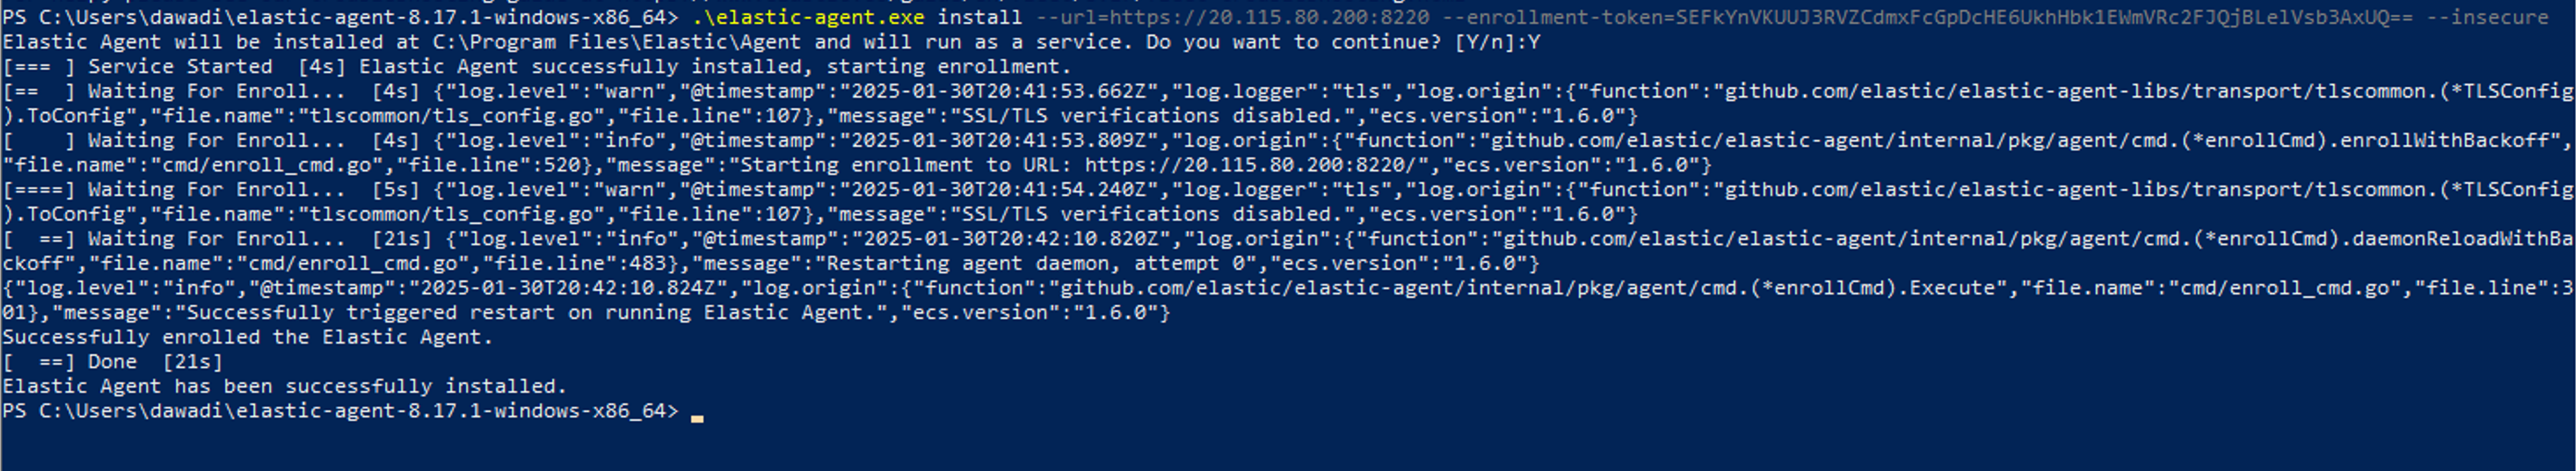 PS C:\Users\dawadi\elastic-agent-8.17.1-windows-x86_64> .\elastic-agent.exe install --url=https://20.115.80.200:8220 --enrollment-token=SEFkYnVKUUJ3RVZCdmxFcGpDcHE6UkhHbk1EWmVRc2FJQjBLelVsb3AxUQ== --insecure
Elastic Agent will be installed at C:\Program Files\Elastic\Agent and will run as a service. Do you want to continue? [Y/n]:Y
[=== ] Service Started  [4s] Elastic Agent successfully installed, starting enrollment.
[==  ] Waiting For Enroll...  [4s] {"log.level":"warn","@timestamp":"2025-01-30T20:41:53.662Z","log.logger":"tls","log.origin":{"function":"github.com/elastic/elastic-agent-libs/transport/tlscommon.(*TLSConfig
).ToConfig","file.name":"tlscommon/tls_config.go","file.line":107},"message":"SSL/TLS verifications disabled.","ecs.version":"1.6.0"}
[    ] Waiting For Enroll...  [4s] {"log.level":"info","@timestamp":"2025-01-30T20:41:53.809Z","log.origin":{"function":"github.com/elastic/elastic-agent/internal/pkg/agent/cmd.(*enrollCmd).enrollWithBackoff",
"file.name":"cmd/enroll_cmd.go","file.line":520},"message":"Starting enrollment to URL: https://20.115.80.200:8220/","ecs.version":"1.6.0"}
[====] Waiting For Enroll...  [5s] {"log.level":"warn","@timestamp":"2025-01-30T20:41:54.240Z","log.logger":"tls","log.origin":{"function":"github.com/elastic/elastic-agent-libs/transport/tlscommon.(*TLSConfig
).ToConfig","file.name":"tlscommon/tls_config.go","file.line":107},"message":"SSL/TLS verifications disabled.","ecs.version":"1.6.0"}
[  ==] Waiting For Enroll...  [21s] {"log.level":"info","@timestamp":"2025-01-30T20:42:10.820Z","log.origin":{"function":"github.com/elastic/elastic-agent/internal/pkg/agent/cmd.(*enrollCmd).daemonReloadWithBa
ckoff","file.name":"cmd/enroll_cmd.go","file.line":483},"message":"Restarting agent daemon, attempt 0","ecs.version":"1.6.0"}
{"log.level":"info","@timestamp":"2025-01-30T20:42:10.824Z","log.origin":{"function":"github.com/elastic/elastic-agent/internal/pkg/agent/cmd.(*enrollCmd).Execute","file.name":"cmd/enroll_cmd.go","file.line":3
01},"message":"Successfully triggered restart on running Elastic Agent.","ecs.version":"1.6.0"}
Successfully enrolled the Elastic Agent.
[  ==] Done  [21s]
Elastic Agent has been successfully installed.
PS C:\Users\dawadi\elastic-agent-8.17.1-windows-x86_64>